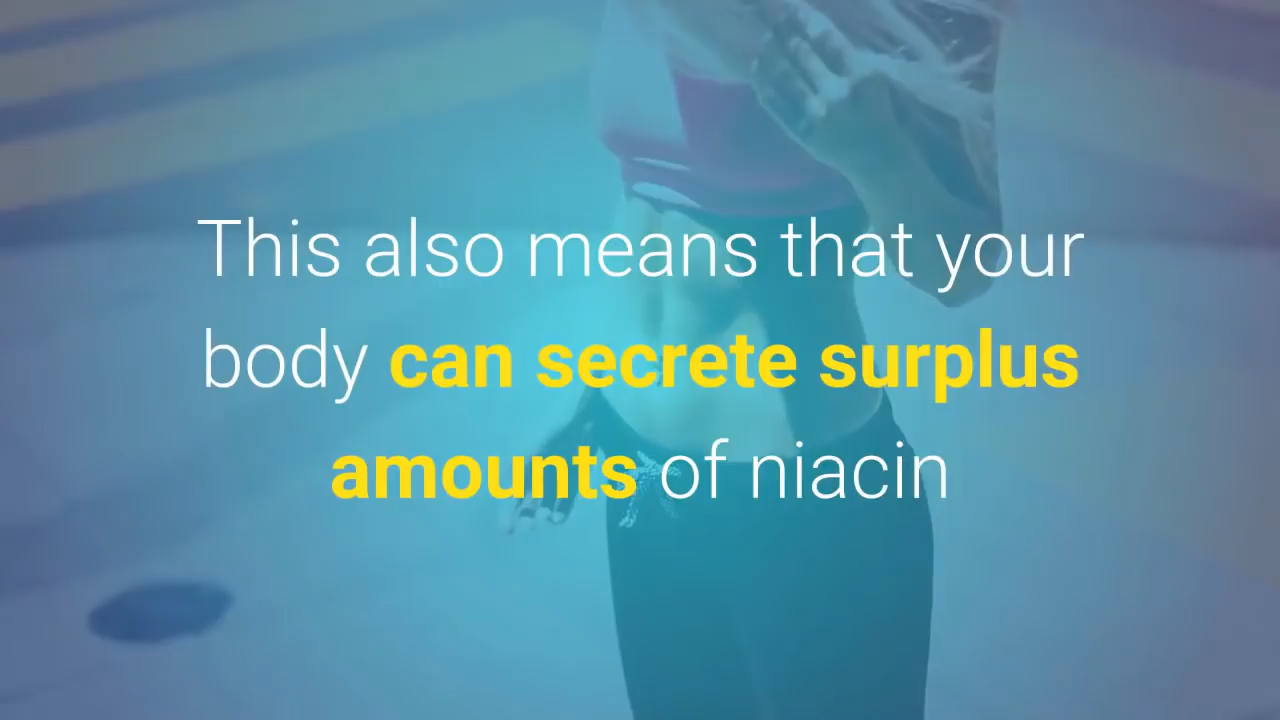 This also means that your
body can secrete surplus
amounts of niacin